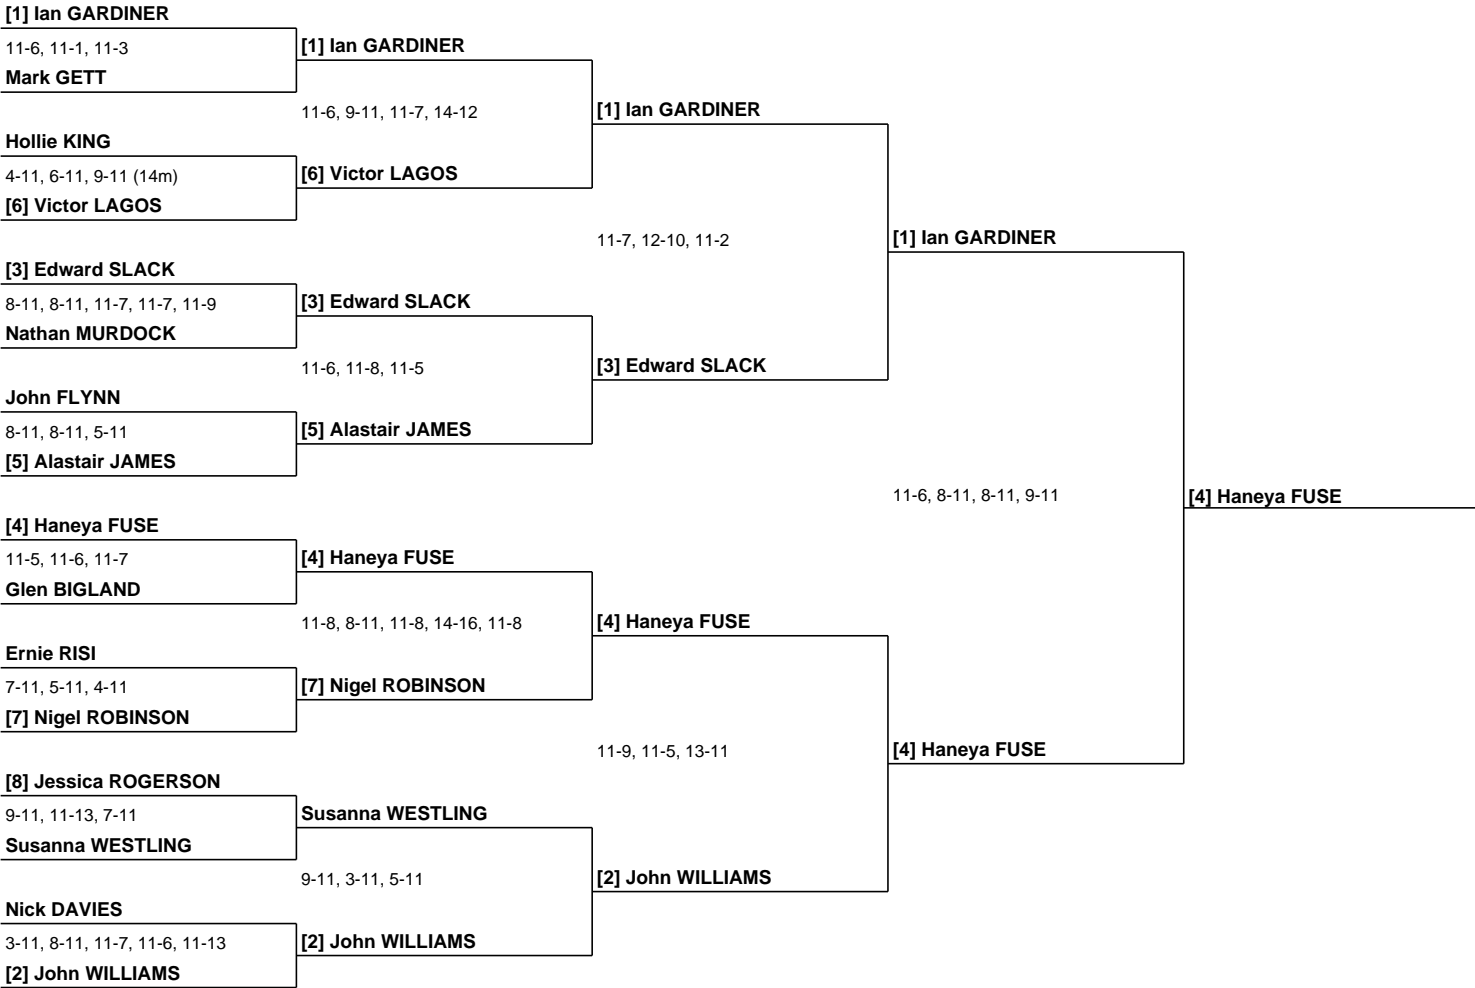 [1] Ian GARDINER
11-6, 11-1, 11-3
Mark GETT
Hollie KING
4-11, 6-11, 9-11 (14m)
[6] Victor LAGOS
[3] Edward SLACK
8-11, 8-11, 11-7, 11-7, 11-9
Nathan MURDOCK
John FLYNN
8-11, 8-11, 5-11
[5] Alastair JAMES
[4] Haneya FUSE
11-5, 11-6, 11-7
Glen BIGLAND
Ernie RISI
7-11, 5-11, 4-11
[7] Nigel ROBINSON
[8] Jessica ROGERSON
9-11, 11-13, 7-11
Susanna WESTLING
Nick DAVIES
3-11, 8-11, 11-7, 11-6, 11-13
[2] John WILLIAMS
[1] Ian GARDINER
11-6, 9-11, 11-7, 14-12
[6] Victor LAGOS
[3] Edward SLACK
11-6, 11-8, 11-5
[5] Alastair JAMES
[4] Haneya FUSE
11-8, 8-11, 11-8, 14-16, 11-8
[7] Nigel ROBINSON
Susanna WESTLING
9-11, 3-11, 5-11
[2] John WILLIAMS
[1] Ian GARDINER
11-7, 12-10, 11-2
[3] Edward SLACK
[4] Haneya FUSE
11-9, 11-5, 13-11
[2] John WILLIAMS
[1] Ian GARDINER
11-6, 8-11, 8-11, 9-11
[4] Haneya FUSE
[4] Haneya FUSE